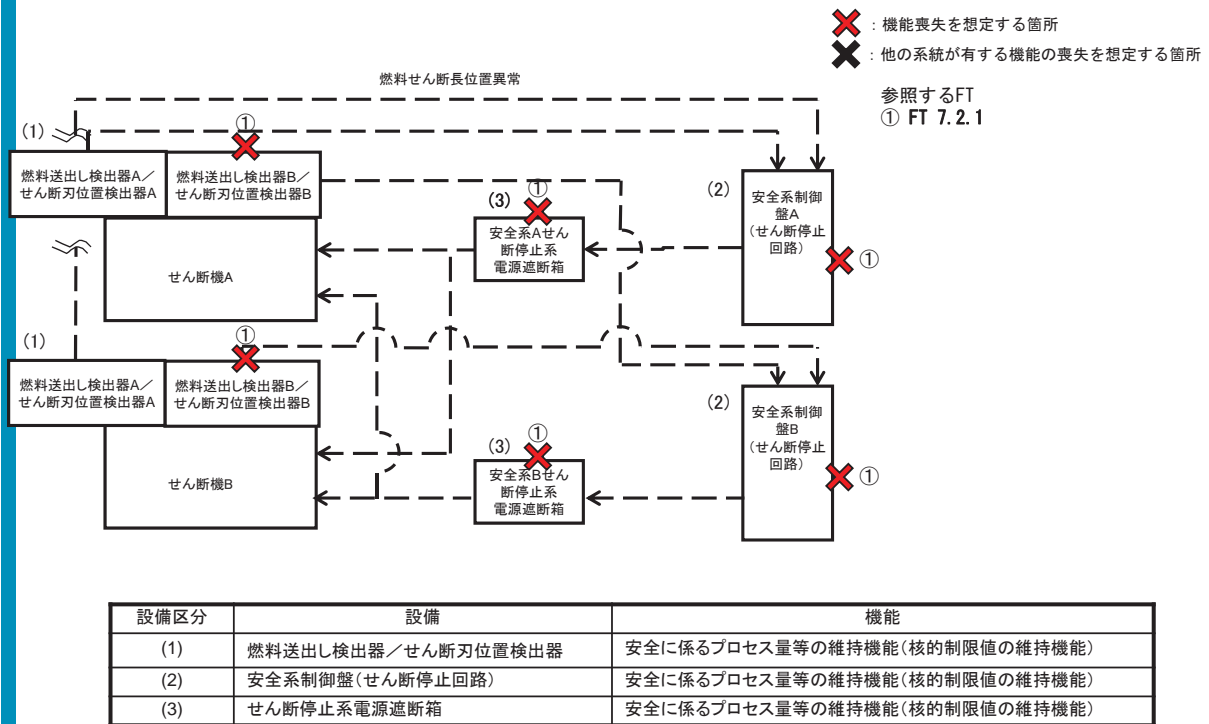 ：機能喪失を想定する箇所
：他の系統が有する機能の喪失を想定する箇所
参照するFT
① FT 7.2.1
燃料せん断長位置異常
(1)
①
燃料送出し検出器A／
せん断刃位置検出器A
燃料送出し検出器B／
せん断刃位置検出器B
せん断機A
(3)
①
安全系Aせん
断停止系
電源遮断箱
(2)
安全系制御
盤A
(せん断停止
回路)
①
(1)
①
燃料送出し検出器A／
せん断刃位置検出器A
燃料送出し検出器B／
せん断刃位置検出器B
せん断機B
(3)
①
安全系Bせん
断停止系
電源遮断箱
(2)
安全系制御
盤B
(せん断停止
回路)
①
設備区分 設備 機能
(1) 燃料送出し検出器／せん断刃位置検出器 安全に係るプロセス量等の維持機能(核的制限値の維持機能)
(2) 安全系制御盤(せん断停止回路) 安全に係るプロセス量等の維持機能(核的制限値の維持機能)
(3) せん断停止系電源遮断箱 安全に係るプロセス量等の維持機能(核的制限値の維持機能)